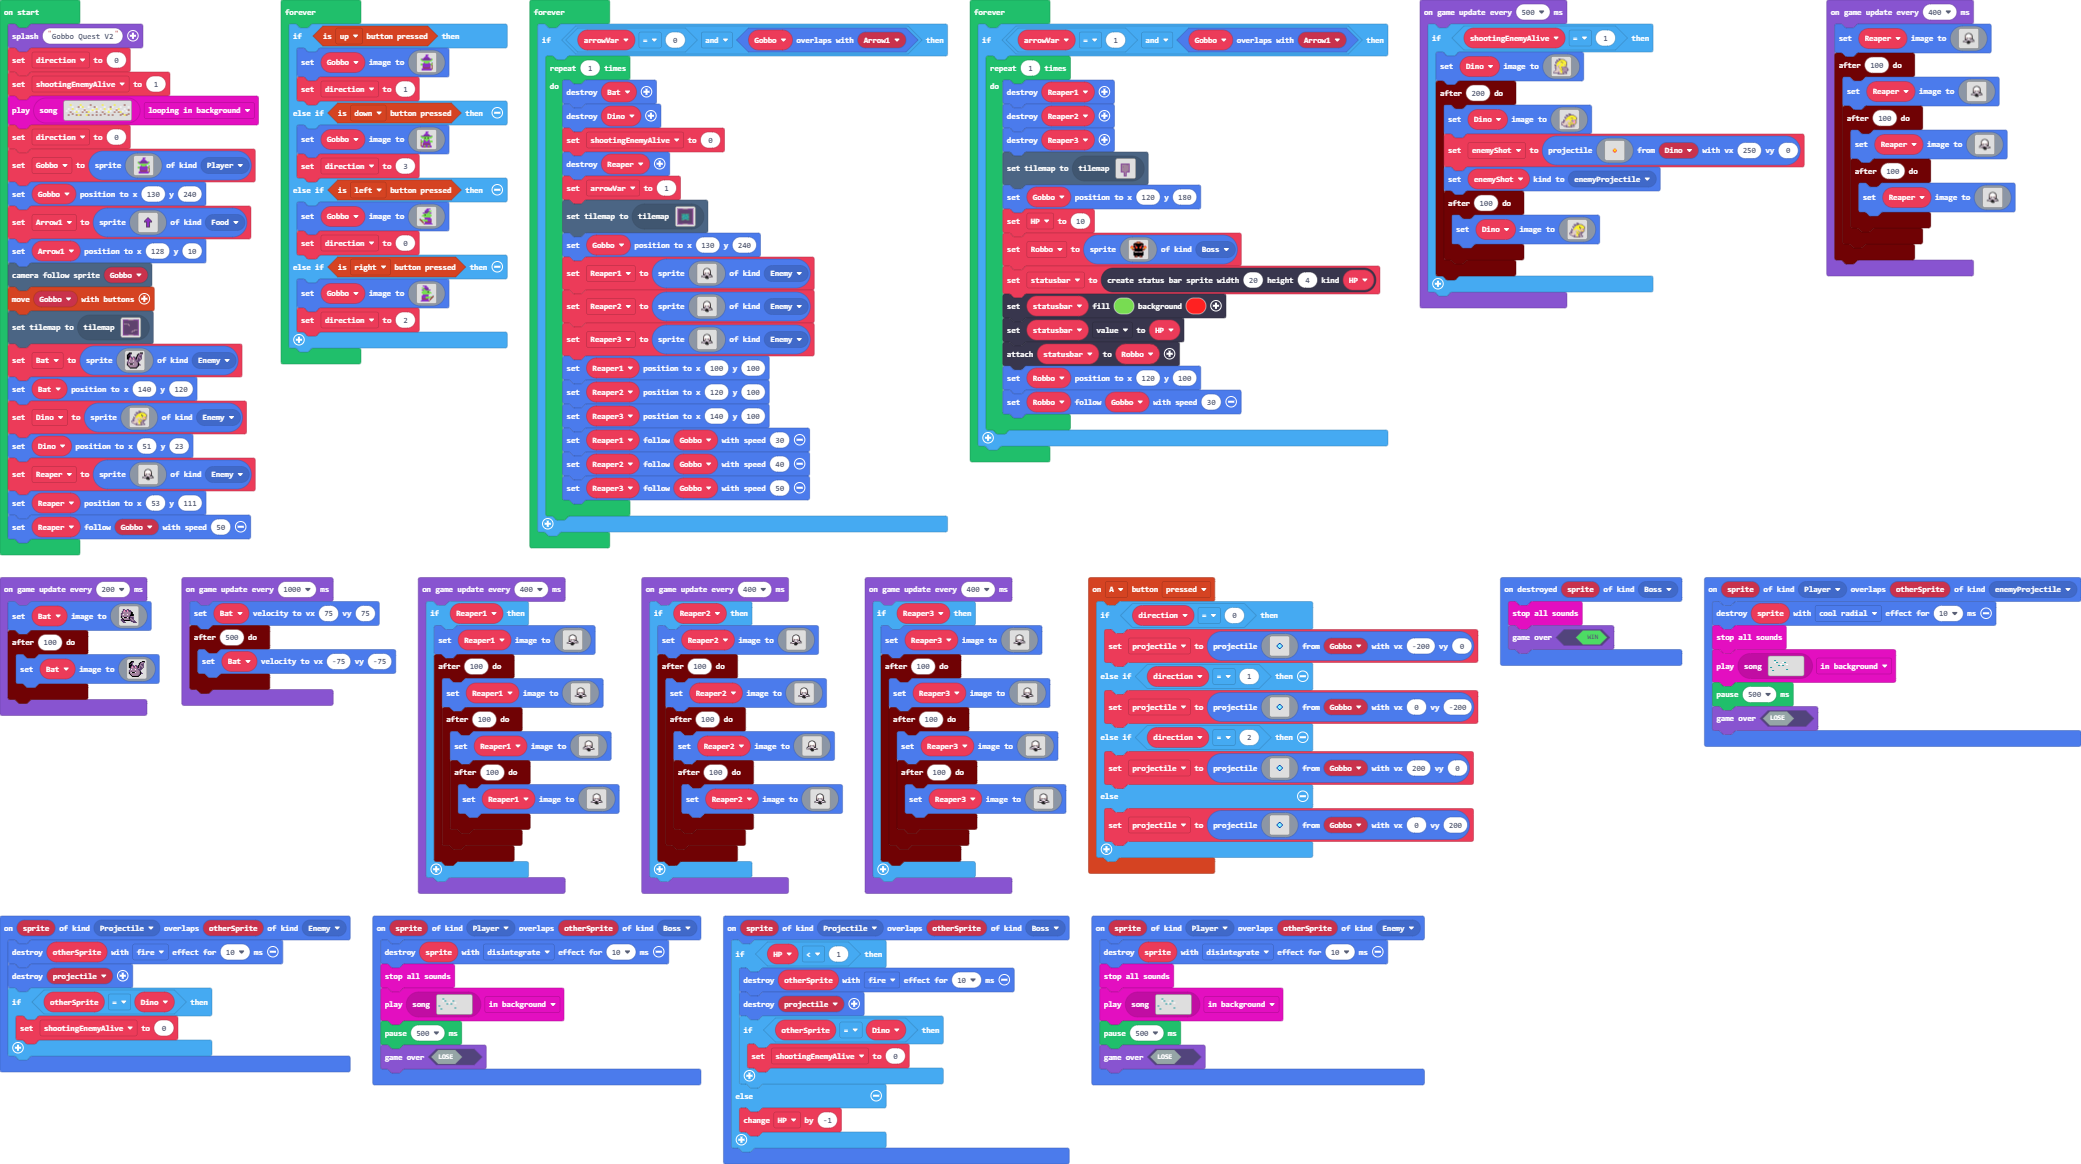 on start
splash "Gobbo Quest V2"
set direction to 0
set shootingEnemyAlive to 1
play song looping in background
set direction to 0
set Gobbo to sprite of kind Player
set Gobbo position to x 130 y 240
set Arrow1 to sprite of kind Food
set Arrow1 position to x 128 y 10
camera follow sprite Gobbo
move Gobbo with buttons
set tilemap to tilemap
set Bat to sprite of kind Enemy
set Bat position to x 140 y 120
set Dino to sprite of kind Enemy
set Dino position to x 51 y 23
set Reaper to sprite of kind Enemy
set Reaper position to x 53 y 111
set Reaper follow Gobbo with speed 50
forever
if is up button pressed then
set Gobbo image to
set direction to 1
else if is down button pressed then
set Gobbo image to
set direction to 3
else if is left button pressed then
set Gobbo image to
set direction to 0
else if is right button pressed then
set Gobbo image to
set direction to 2
forever
if arrowVar = 0 and Gobbo overlaps with Arrow1 then
repeat 1 times
do
destroy Bat
destroy Dino
set shootingEnemyAlive to 0
destroy Reaper
set arrowVar to 1
set tilemap to tilemap
set Gobbo position to x 130 y 240
set Reaper1 to sprite of kind Enemy
set Reaper2 to sprite of kind Enemy
set Reaper3 to sprite of kind Enemy
set Reaper1 position to x 100 y 100
set Reaper2 position to x 120 y 100
set Reaper3 position to x 140 y 100
set Reaper1 follow Gobbo with speed 30
set Reaper2 follow Gobbo with speed 40
set Reaper3 follow Gobbo with speed 50
forever
if arrowVar = 1 and Gobbo overlaps with Arrow1 then
repeat 1 times
do
destroy Reaper1
destroy Reaper2
destroy Reaper3
set tilemap to tilemap
set Gobbo position to x 120 y 180
set HP to 10
set Robbo to sprite of kind Boss
set statusbar to create status bar sprite width 20 height 4 kind HP
set statusbar fill background
set statusbar value to HP
attach statusbar to Robbo
set Robbo position to x 120 y 100
set Robbo follow Gobbo with speed 30
on game update every 500 ms
if shootingEnemyAlive = 1 then
set Dino image to
after 200 do
set Dino image to
set enemyShot to projectile from Dino with vx 250 vy 0
set enemyShot kind to enemyProjectile
after 100 do
set Dino image to
on game update every 400 ms
set Reaper image to
after 100 do
set Reaper image to
after 100 do
set Reaper image to
after 100 do
set Reaper image to
on game update every 200 ms
set Bat image to
after 100 do
set Bat image to
on game update every 1000 ms
set Bat velocity to vx 75 vy 75
after 500 do
set Bat velocity to vx -75 vy -75
on game update every 400 ms
if Reaper1 then
set Reaper1 image to
after 100 do
set Reaper1 image to
after 100 do
set Reaper1 image to
after 100 do
set Reaper1 image to
on game update every 400 ms
if Reaper2 then
set Reaper2 image to
after 100 do
set Reaper2 image to
after 100 do
set Reaper2 image to
after 100 do
set Reaper2 image to
on game update every 400 ms
if Reaper3 then
set Reaper3 image to
after 100 do
set Reaper3 image to
after 100 do
set Reaper3 image to
after 100 do
set Reaper3 image to
on A button pressed
if direction = 0 then
set projectile to projectile from Gobbo with vx -200 vy 0
else if direction = 1 then
set projectile to projectile from Gobbo with vx 0 vy -200
else if direction = 2 then
set projectile to projectile from Gobbo with vx 200 vy 0
else
set projectile to projectile from Gobbo with vx 0 vy 200
on destroyed sprite of kind Boss
stop all sounds
game over WIN
on sprite of kind Player overlaps otherSprite of kind enemyProjectile
destroy sprite with cool radial effect for 10 ms
stop all sounds
play song in background
pause 500 ms
game over LOSE
on sprite of kind Projectile overlaps otherSprite of kind Enemy
destroy otherSprite with fire effect for 10 ms
destroy projectile
if otherSprite = Dino then
set shootingEnemyAlive to 0
on sprite of kind Player overlaps otherSprite of kind Boss
destroy sprite with disintegrate effect for 10 ms
stop all sounds
play song in background
pause 500 ms
game over LOSE
on sprite of kind Projectile overlaps otherSprite of kind Boss
if HP < 1 then
destroy otherSprite with fire effect for 10 ms
destroy projectile
if otherSprite = Dino then
set shootingEnemyAlive to 0
else
change HP by -1
on sprite of kind Player overlaps otherSprite of kind Enemy
destroy sprite with disintegrate effect for 10 ms
stop all sounds
play song in background
pause 500 ms
game over LOSE